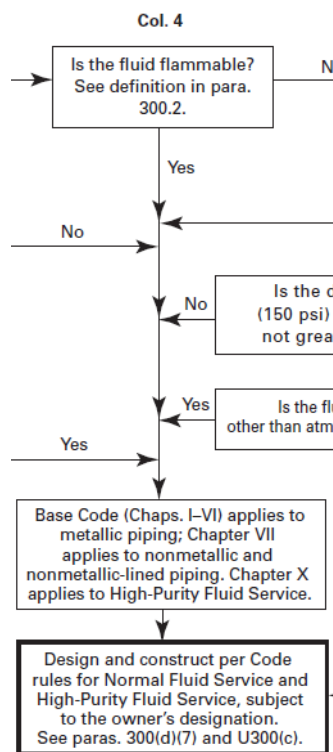 Col. 4
Is the fluid flammable?
See definition in para.
300.2.
N
Yes
No
Is the
(150 psi)
No
not
Yes
Is the
other than
Yes
Base Code (Chaps. I–VI) applies to
metallic piping; Chapter VII
applies to nonmetallic and
nonmetallic-lined piping. Chapter X
applies to High-Purity Fluid Service.
Design and construct per Code
rules for Normal Fluid Service and
High-Purity Fluid Service, subject
to the owner’s designation.
See paras. 300(d)(7) and U300(c).